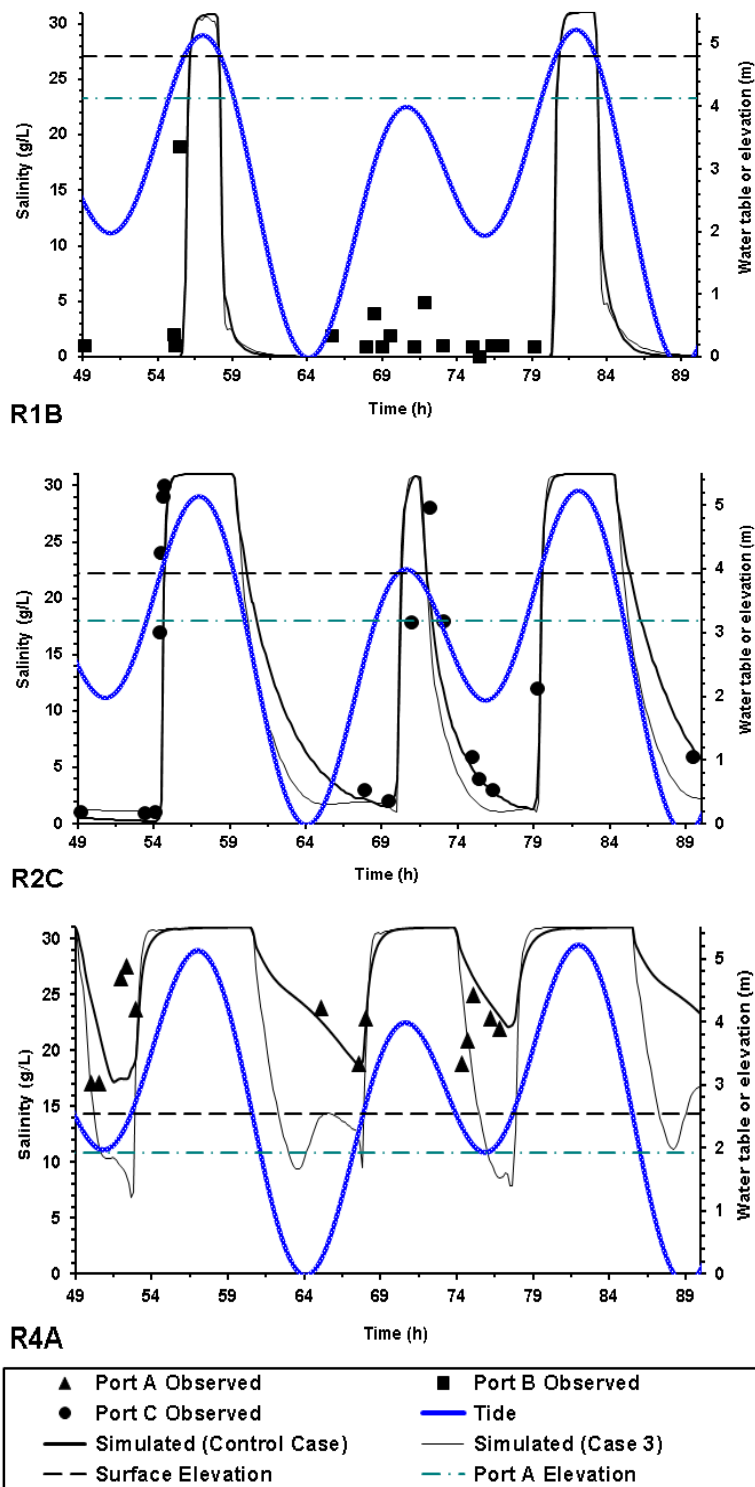 30
25
20
15
10
5
0
Salinity (g/L)
5
4
3
2
1
0
Water table or elevation (m)
49 54 59 64 69 74 79 84 89
Time (h)
R1B
30
25
20
15
10
5
0
Salinity (g/L)
5
4
3
2
1
0
Water table or elevation (m)
49 54 59 64 69 74 79 84 89
Time (h)
R2C
30
25
20
15
10
5
0
Salinity (g/L)
5
4
3
2
1
0
Water table or elevation (m)
49 54 59 64 69 74 79 84 89
Time (h)
R4A
Port A Observed
Port B Observed
Port C Observed
Tide
Simulated (Control Case)
Simulated (Case 3)
Surface Elevation
Port A Elevation